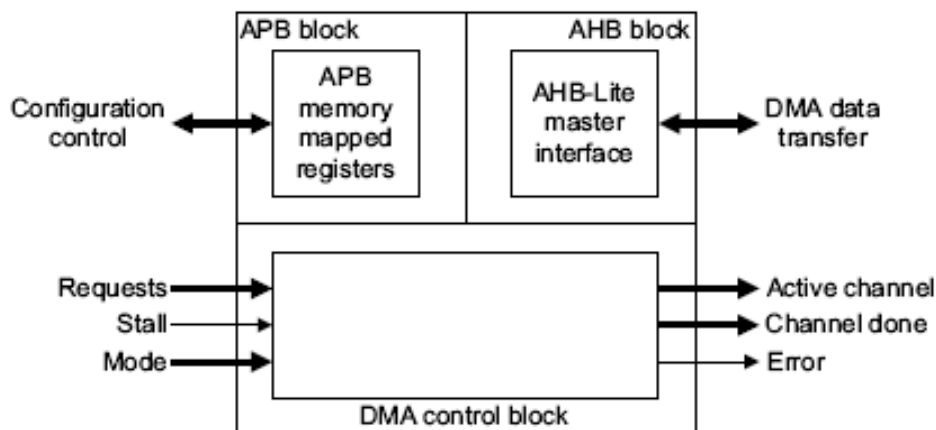 APB block
AHB block
APB
memory
mapped
registers
AHB-Lite
master
interface
Configuration
control
DMA data
transfer
Requests
Stall
Mode
Active channel
Channel done
Error
DMA control block